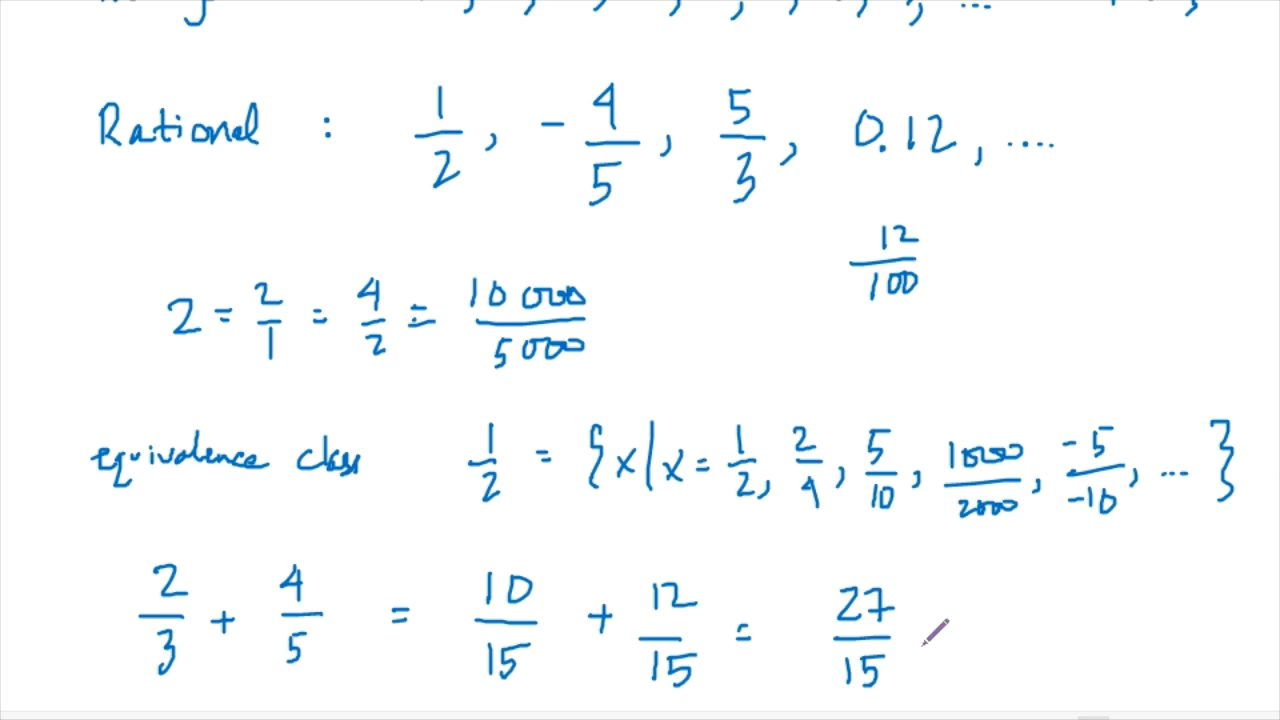 Rational : 1/2, - 4/5, 5/3, 0.12, ....
12/100
2 = 2/1 = 4/2 = 10 000/5000
equivalence class 1/2 = {x|x = 1/2, 2/4, 5/10, 1000/2000, -5/-10, ... }
2/3 + 4/5 = 10/15 + 12/15 = 27/15